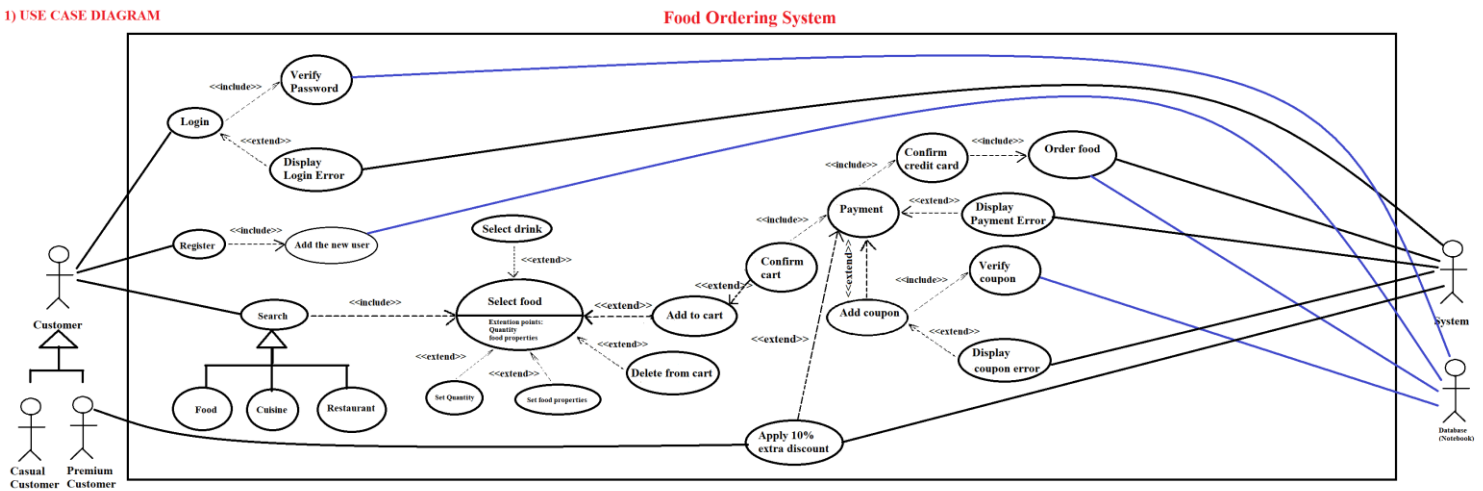 1) USE CASE DIAGRAM
Food Ordering System
Verify
Password
<<include>>
Login
<<extend>>
Display
Login Error
Register
<<include>>
Add the new user
Customer
Search
<<include>>
Food
Cuisine
Restaurant
Casual
Customer
Premium
Customer
Select drink
<<extend>>
Select food
Extention points:
Quantity
food properties
<<extend>>
Set Quantity
<<extend>>
Set food properties
<<extend>>
Delete from cart
<<extend>>
Add to cart
<<extend>>
Confirm
cart
<<include>>
Payment
<<include>>
Confirm
credit card
<<include>>
Order food
<<extend>>
Display
Payment Error
<<extend>>
Add coupon
<<include>>
Verify
coupon
<<extend>>
Display
coupon error
<<extend>>
Apply 10%
extra discount
System
Database
(Notebook)